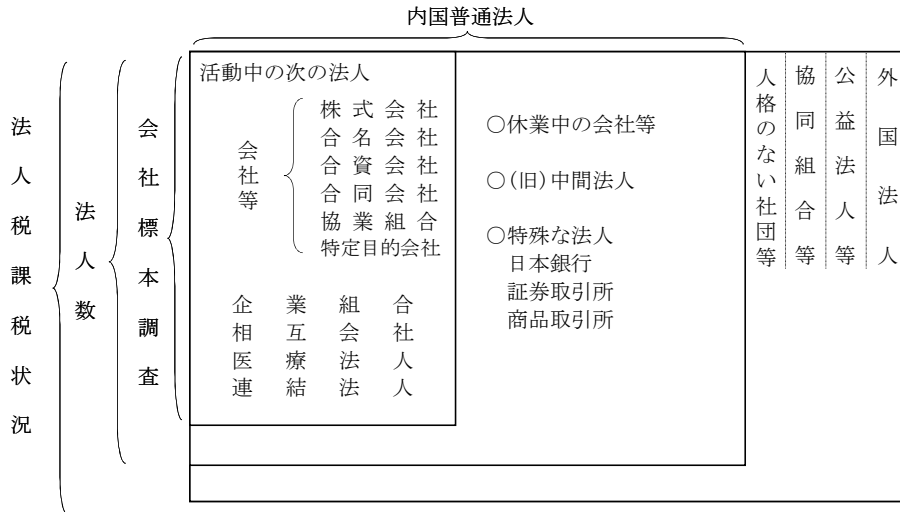 内国普通法人
法人税課税状況
法人数
会社標本調査
活動中の次の法人
会社等
株式会社
合名会社
合資会社
合同会社
協業組合
特定目的会社
企業組合
相互会社
医療法人
連結法人
○休業中の会社等
○(旧)中間法人
○特殊な法人
日本銀行
証券取引所
商品取引所
人格のない社団等
協同組合等
公益法人等
外国法人